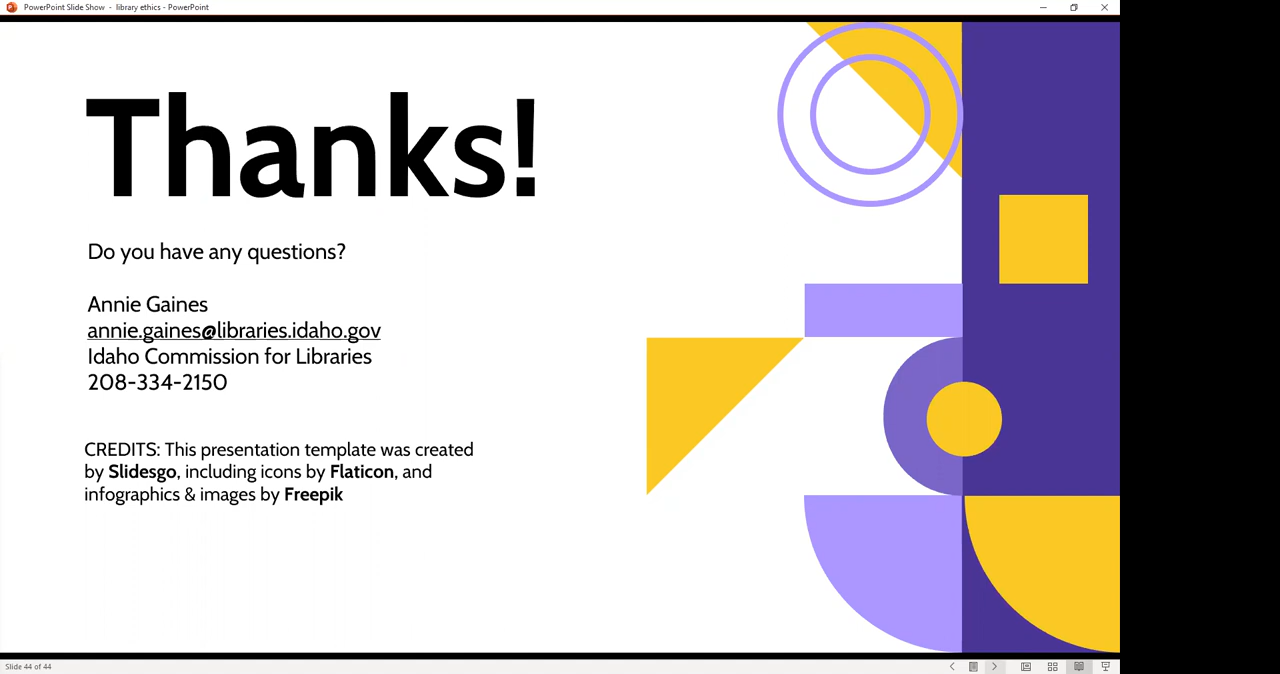 PowerPoint Slide Show - library ethics - PowerPoint
Thanks!
Do you have any questions?
Annie Gaines
annie.gaines@libraries.idaho.gov
Idaho Commission for Libraries
208-334-2150
CREDITS: This presentation template was created
by Slidesgo, including icons by Flaticon, and
infographics & images by Freepik
Slide 44 of 44